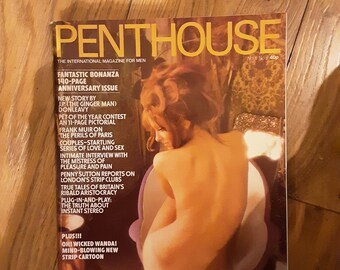 PENTHOUSE
THE INTERNATIONAL MAGAZINE FOR MEN
FANTASTIC BONANZA
140-PAGE
ANNIVERSARY ISSUE
NEW STORY BY
J.P. (THE GINGER MAN)
DONLEAVY
PET OF THE YEAR CONTEST
AN 11-PAGE PICTORIAL
FRANK MUIR ON
THE PERILS OF PARIS
COUPLES-STARTLING
SERIES OF LOVE AND SEX
INTIMATE INTERVIEW WITH
THE MISTRESS OF
PLEASURE AND PAIN
PENNY SUTTON REPORTS ON
LONDON'S STRIP CLUBS
TRUE TALES OF BRITAIN'S
RIBALD ARISTOCRACY
PLUG-IN-AND-PLAY:
THE TRUTH ABOUT
INSTANT STEREO
PLUS!!!
OH! WICKED WANDA!
MIND-BLOWING NEW
STRIP CARTOON